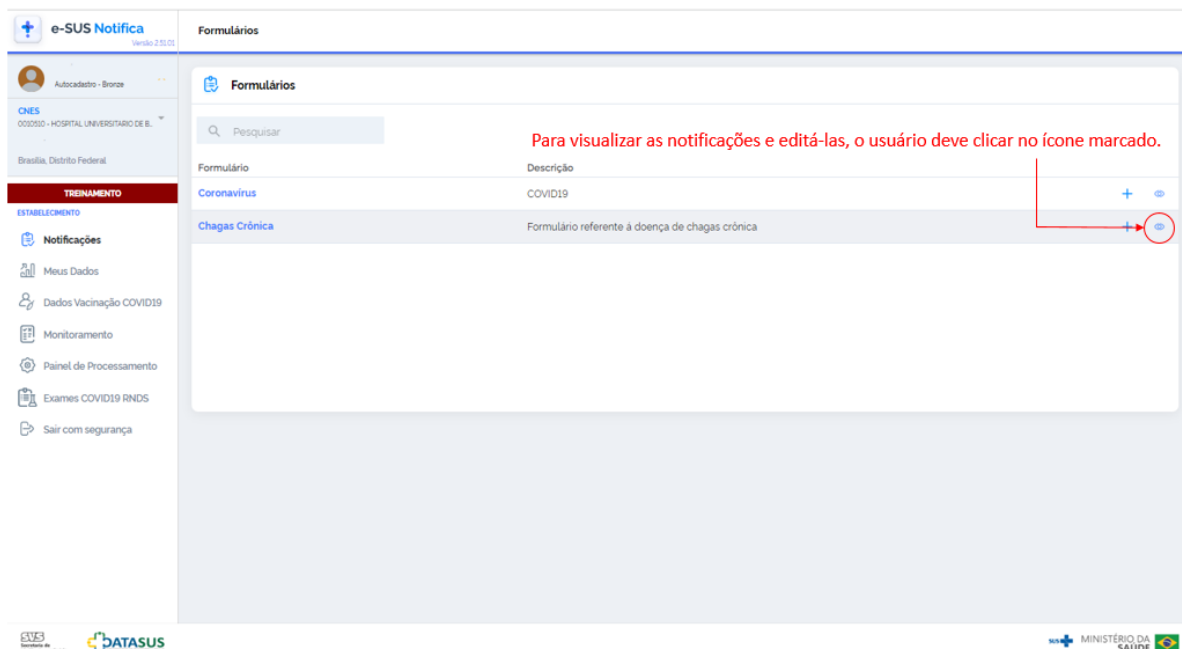 e-SUS Notifica
Versão 2.51.01
Formulários
Autocadastro - Bronze
CNES
0010510 - HOSPITAL UNIVERSITARIO DE B..
Brasília, Distrito Federal
TREINAMENTO
ESTABELECIMENTO
Notificações
Meus Dados
Dados Vacinação COVID19
Monitoramento
Painel de Processamento
Exames COVID19 RNDS
Sair com segurança
Formulários
Pesquisar
Para visualizar as notificações e editá-las, o usuário deve clicar no ícone marcado.
Formulário Descrição
Coronavírus COVID19
Chagas Crônica Formulário referente á doença de chagas crônica
SVS
DATASUS
SUS MINISTÉRIO DA
SAÚDE